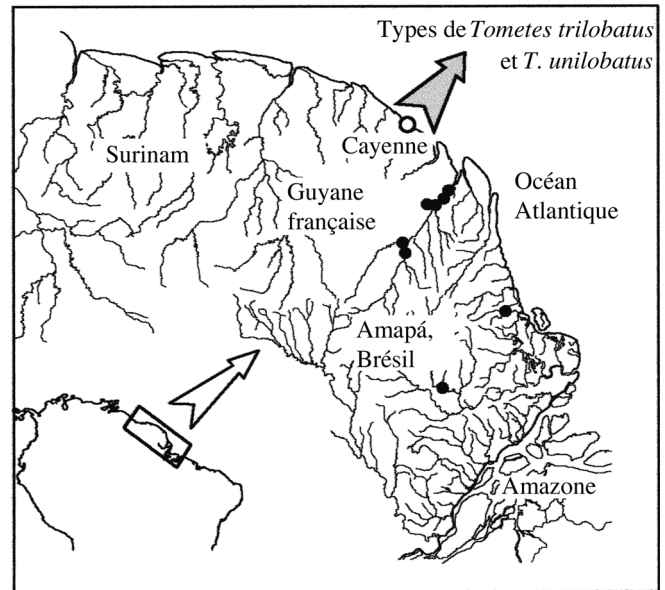 Types de Tometes trilobatus
et T. unilobatus
Cayenne
Surinam
Guyane
française
Océan
Atlantique
Amapá,
Brésil
Amazone